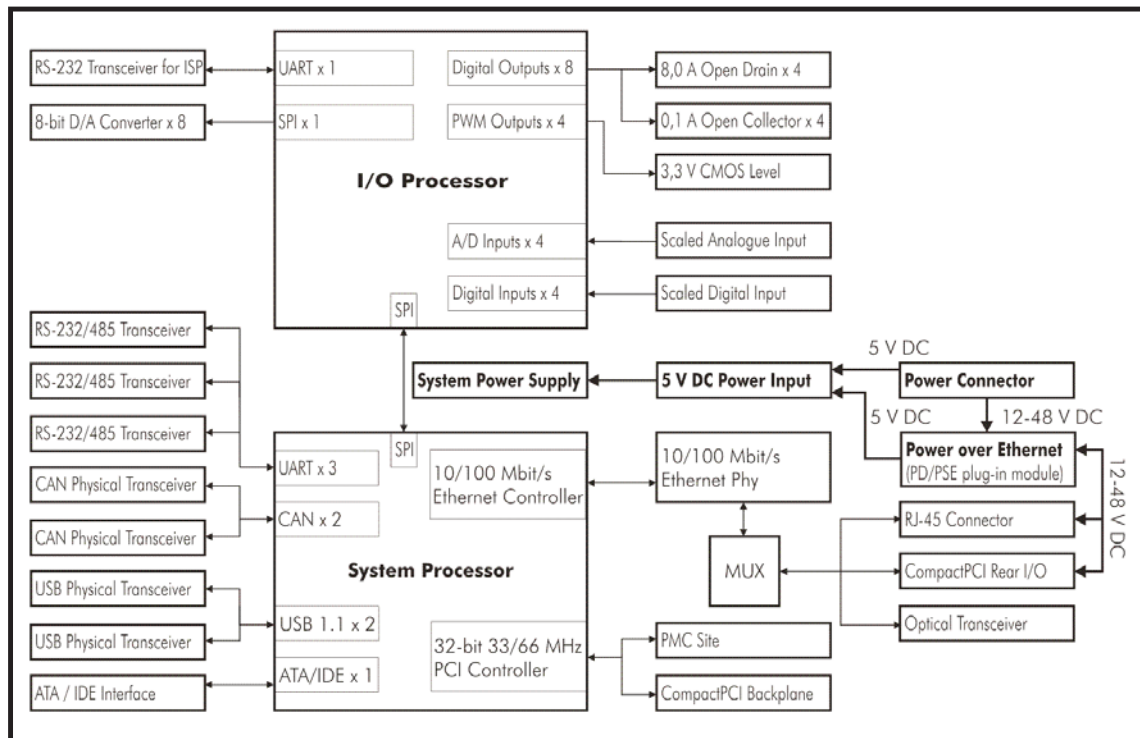 RS-232 Transceiver for ISP
8-bit D/A Converter x 8
UART x 1
SPI x 1
Digital Outputs x 8
PWM Outputs x 4
I/O Processor
A/D Inputs x 4
Digital Inputs x 4
SPI
8,0 A Open Drain x 4
0,1 A Open Collector x 4
3,3 V CMOS Level
Scaled Analogue Input
Scaled Digital Input
RS-232/485 Transceiver
RS-232/485 Transceiver
RS-232/485 Transceiver
CAN Physical Transceiver
CAN Physical Transceiver
USB Physical Transceiver
USB Physical Transceiver
ATA / IDE Interface
System Power Supply
5 V DC Power Input
5 V DC
Power Connector
5 V DC
12-48 V DC
Power over Ethernet
(PD/PSE plug-in module)
12-48 V DC
SPI
UART x 3
CAN x 2
10/100 Mbit/s
Ethernet Controller
System Processor
USB 1.1 x 2
ATA/IDE x 1
32-bit 33/66 MHz
PCI Controller
10/100 Mbit/s
Ethernet Phy
MUX
RJ-45 Connector
CompactPCI Rear I/O
Optical Transceiver
PMC Site
CompactPCI Backplane